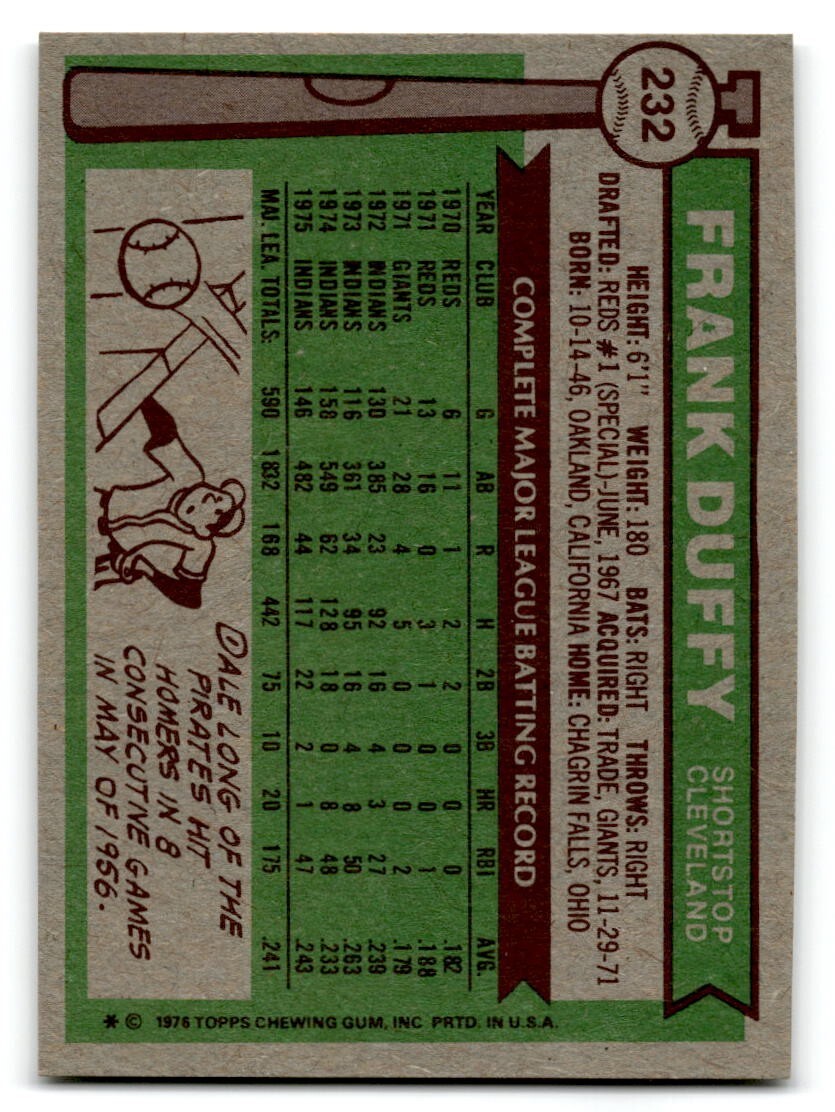 232
FRANK DUFFY
SHORTSTOP
CLEVELAND
HEIGHT: 6'1" WEIGHT: 180 BATS: RIGHT THROWS: RIGHT
DRAFTED: REDS #1 (SPECIAL)-JUNE, 1967 ACQUIRED: TRADE, GIANTS, 11-29-71
BORN: 10-14-46, OAKLAND, CALIFORNIA HOME: CHAGRIN FALLS, OHIO
COMPLETE MAJOR LEAGUE BATTING RECORD
YEAR CLUB G AB R H 2B 3B HR RBI AVG.
1970 REDS 6 11 1 2 2 0 0 0 .182
1971 REDS 13 16 0 3 1 0 0 1 .188
1971 GIANTS 21 28 4 5 0 0 0 2 .179
1972 INDIANS 130 385 23 92 16 4 3 27 .239
1973 INDIANS 116 361 34 95 16 4 8 50 .263
1974 INDIANS 158 549 62 128 18 0 8 48 .233
1975 INDIANS 146 482 44 117 22 2 1 47 .243
MAJ. LEA. TOTALS. 590 1832 168 442 75 10 20 175 .241
DALE LONG OF THE
PIRATES HIT
HOMERS IN 8
CONSECUTIVE GAMES
IN MAY OF 1956.
* © 1976 TOPPS CHEWING GUM, INC PRTD. IN U.S.A.